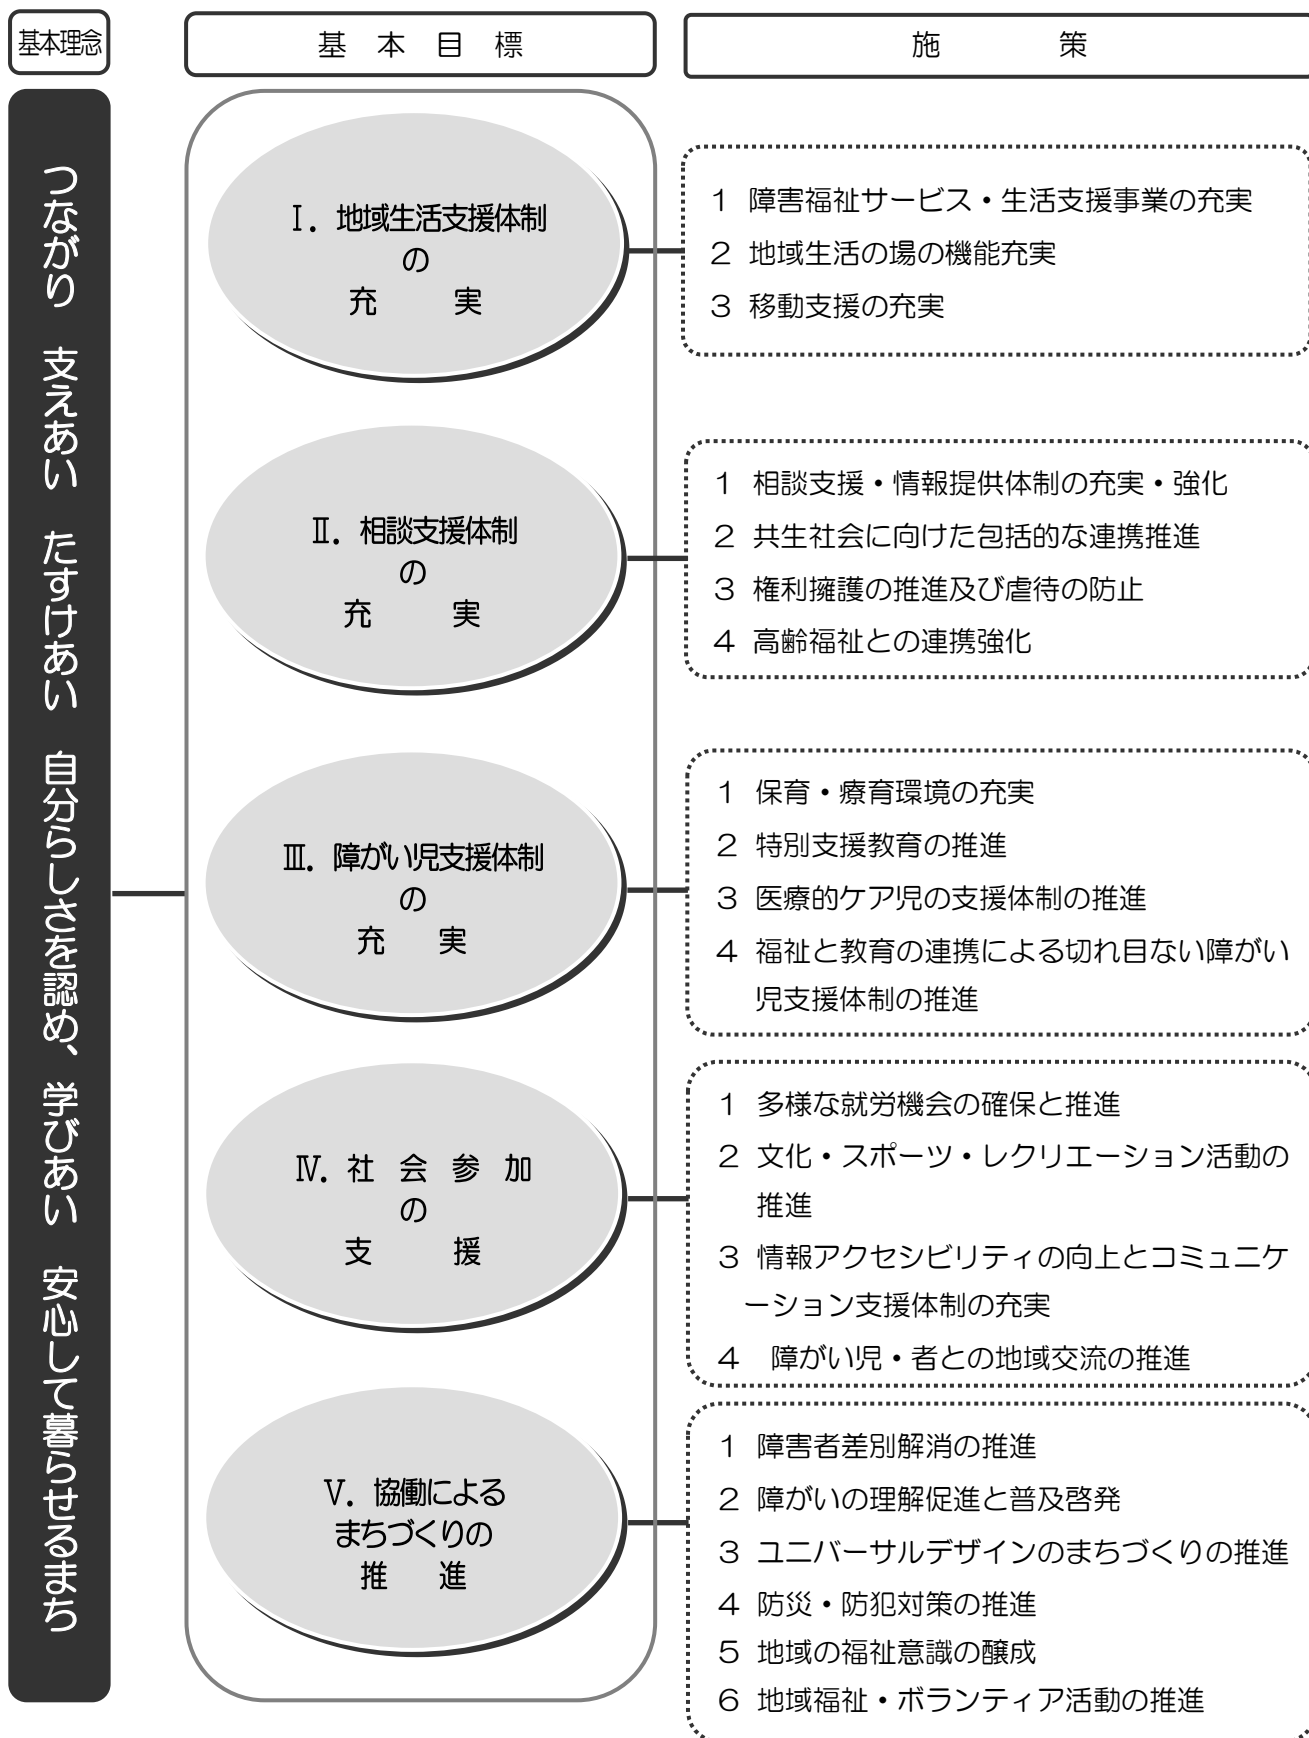 基本理念
基本目標
施策
つながり　支えあい　たすけあい　自分らしさを認め、学びあい　安心して暮らせるまち
Ⅰ．地域生活支援体制
の
充　実
1 障害福祉サービス・生活支援事業の充実
2 地域生活の場の機能充実
3 移動支援の充実
Ⅱ．相談支援体制
の
充　実
1 相談支援・情報提供体制の充実・強化
2 共生社会に向けた包括的な連携推進
3 権利擁護の推進及び虐待の防止
4 高齢福祉との連携強化
Ⅲ．障がい児支援体制
の
充　実
1 保育・療育環境の充実
2 特別支援教育の推進
3 医療的ケア児の支援体制の推進
4 福祉と教育の連携による切れ目ない障がい
児支援体制の推進
Ⅳ．社会参加
の
支　援
1 多様な就労機会の確保と推進
2 文化・スポーツ・レクリエーション活動の
推進
3 情報アクセシビリティの向上とコミュニケ
ーション支援体制の充実
4　障がい児・者との地域交流の推進
Ⅴ．協働による
まちづくりの
推　進
1 障害者差別解消の推進
2 障がいの理解促進と普及啓発
3 ユニバーサルデザインのまちづくりの推進
4 防災・防犯対策の推進
5 地域の福祉意識の醸成
6 地域福祉・ボランティア活動の推進